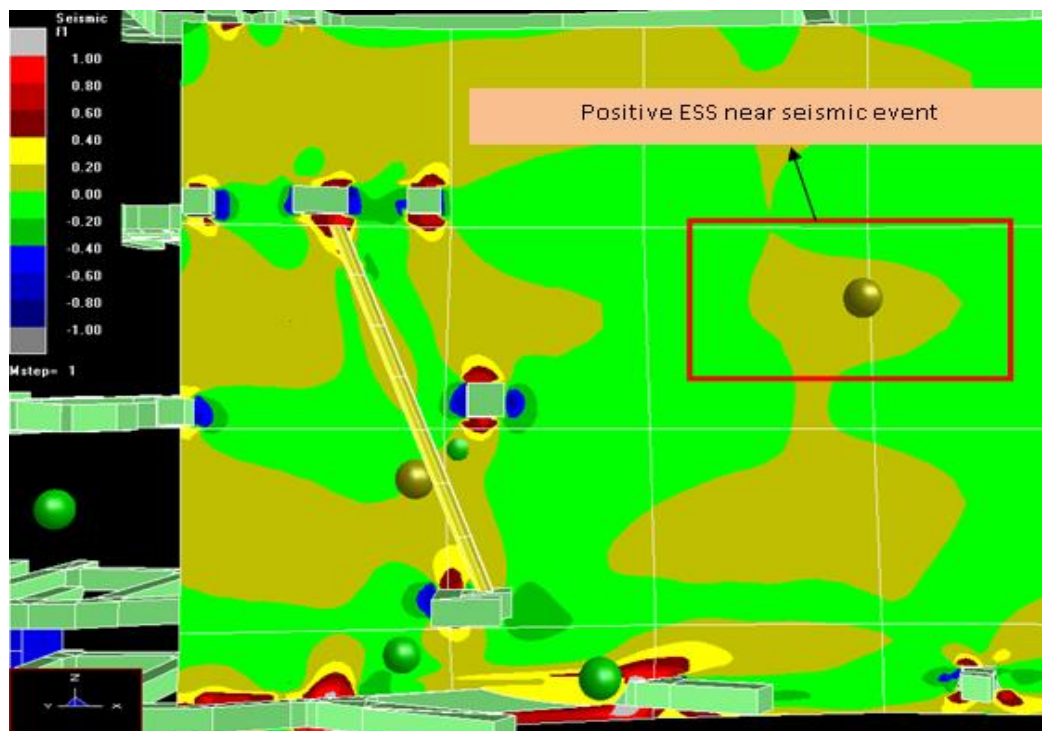 Seismic
f1
1.00
0.80
0.60
0.40
0.20
0.00
-0.20
-0.40
-0.60
-0.80
-1.00
Mstep= 1
Positive ESS near seismic event
Z
Y X